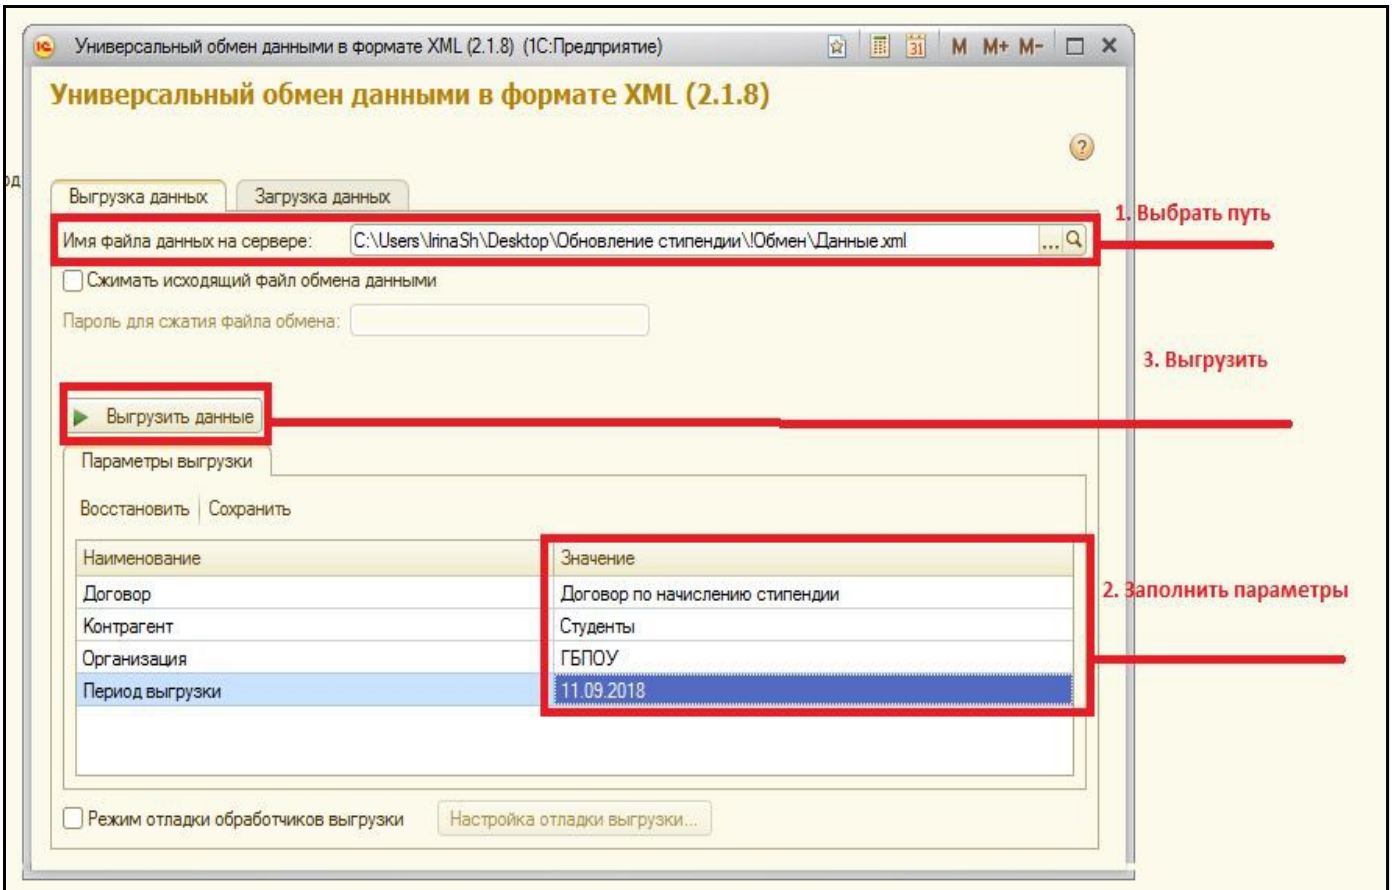 Универсальный обмен данными в формате XML (2.1.8) (1С:Предприятие)
31 M M+ M-
Универсальный обмен данными в формате XML (2.1.8)
?
од
Выгрузка данных Загрузка данных
1. Выбрать путь
Имя файла данных на сервере: C:\Users\IrinaSh\Desktop\Обновление стипендии\!Обмен\Данные.xml ...
Сжимать исходящий файл обмена данными
Пароль для сжатия файла обмена:
3. Выгрузить
Выгрузить данные
Параметры выгрузки
Восстановить Сохранить
Наименование Значение
Договор Договор по начислению стипендии
2. Заполнить параметры
Контрагент Студенты
Организация ГБПОУ
Период выгрузки 11.09.2018
Режим отладки обработчиков выгрузки Настройка отладки выгрузки...